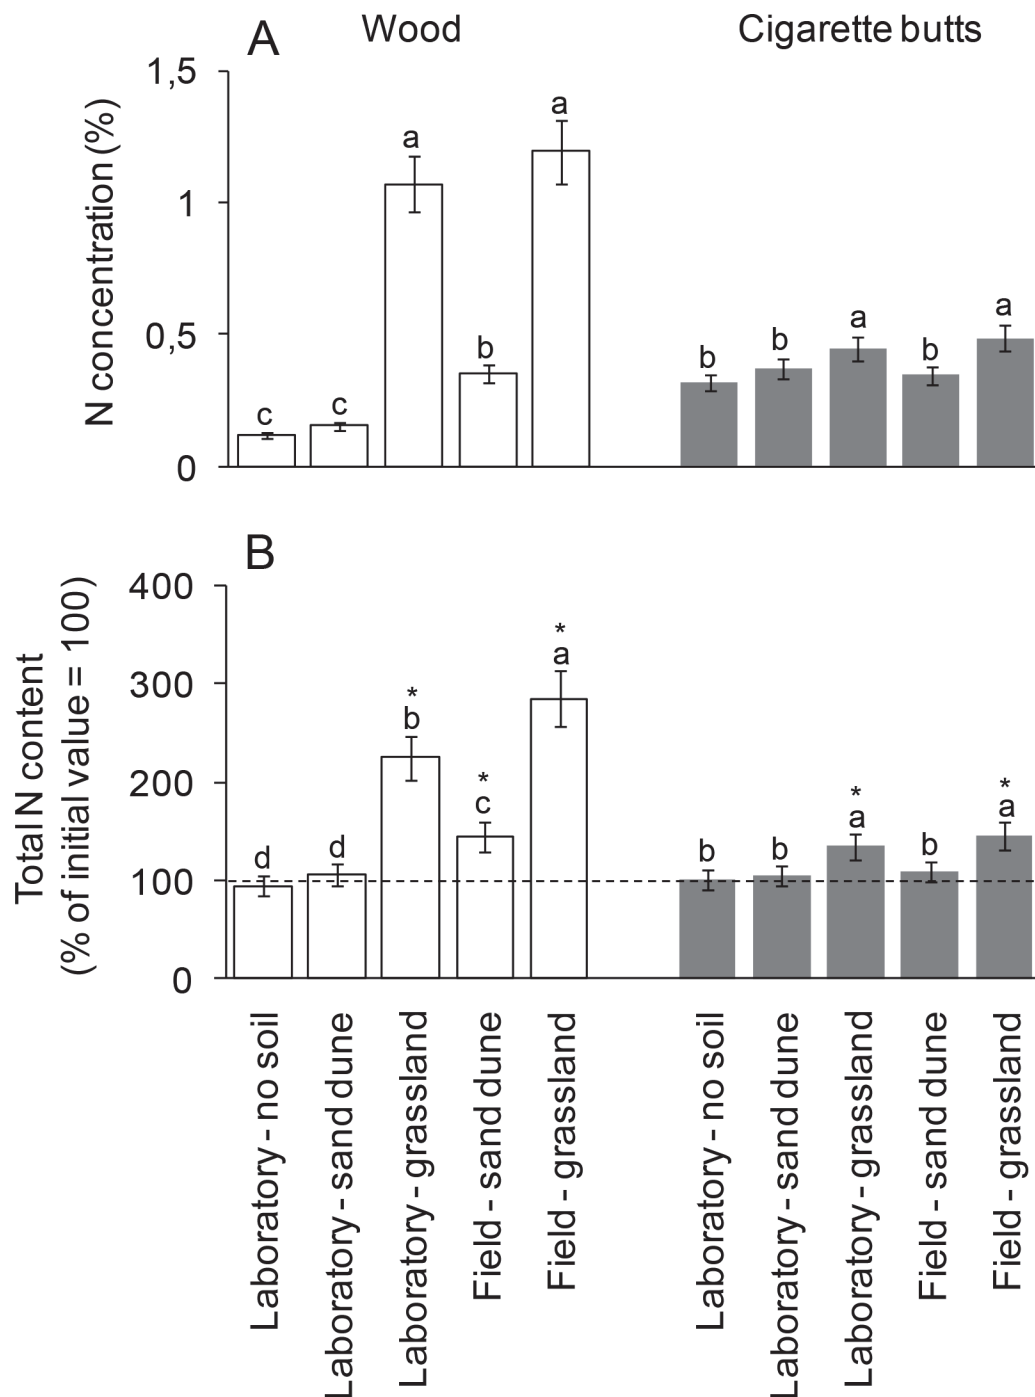 A
Wood
Cigarette butts
N concentration (%)
1,5
1
0,5
0
c
c
a
b
a
b
b
a
b
a
B
Total N content
(% of initial value = 100)
400
300
200
100
0
d
d
*
b
*
c
*
a
b
b
*
a
b
*
a
Laboratory - no soil
Laboratory - sand dune
Laboratory - grassland
Field - sand dune
Field - grassland
Laboratory - no soil
Laboratory - sand dune
Laboratory - grassland
Field - sand dune
Field - grassland